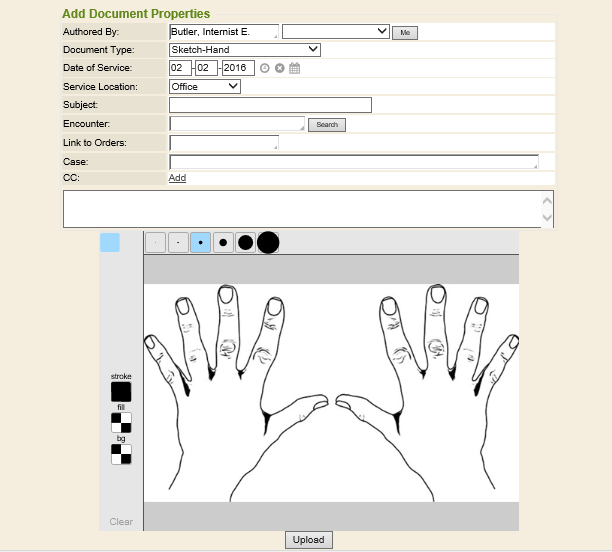 Add Document Properties
Authored By: Butler, Internist E. Me
Document Type: Sketch-Hand
Date of Service: 02 - 02 - 2016
Service Location: Office
Subject:
Encounter: Search
Link to Orders:
Case:
CC: Add
stroke
fill
bg
Clear
Upload